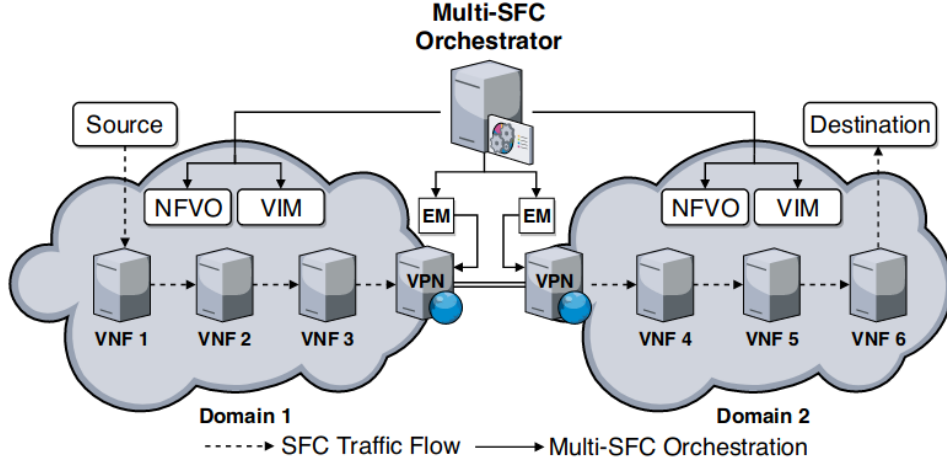 Multi-SFC
Orchestrator
Source
Destination
NFVO
VIM
EM
EM
NFVO
VIM
VPN
VPN
VNF 1
VNF 2
VNF 3
VNF 4
VNF 5
VNF 6
Domain 1
Domain 2
SFC Traffic Flow
Multi-SFC Orchestration